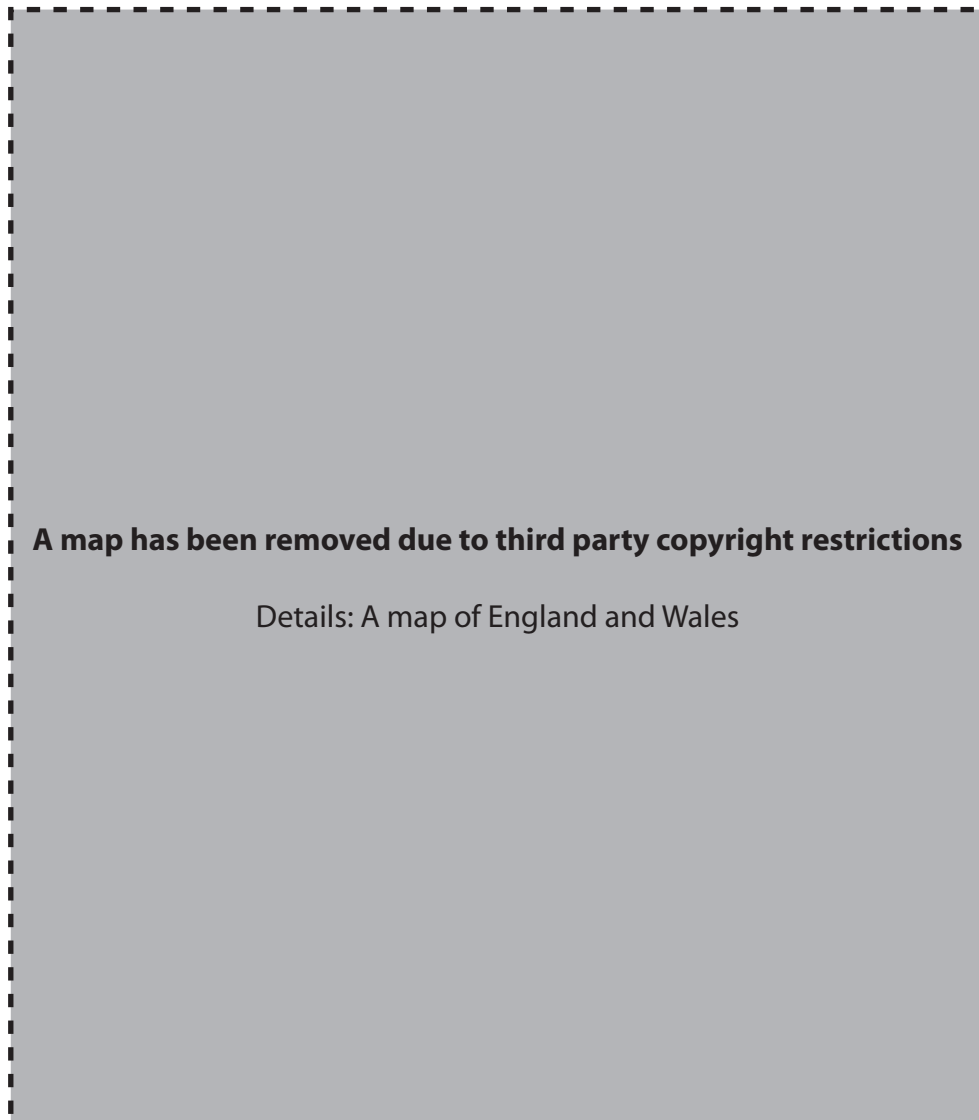 A map has been removed due to third party copyright restrictions
Details: A map of England and Wales